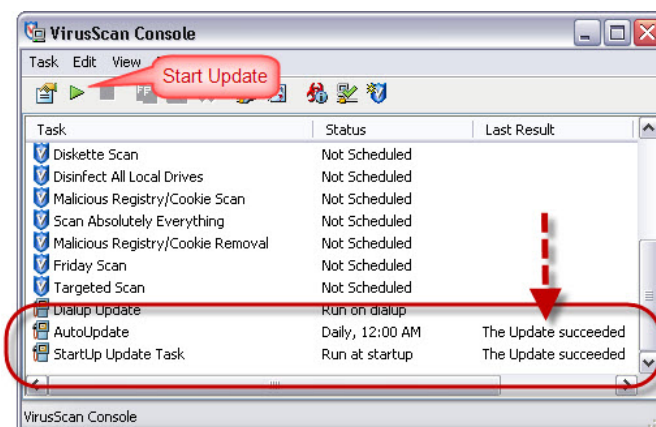 VirusScan Console
Task Edit View
Start Update
Task Status Last Result
Diskette Scan Not Scheduled
Disinfect All Local Drives Not Scheduled
Malicious Registry/Cookie Scan Not Scheduled
Scan Absolutely Everything Not Scheduled
Malicious Registry/Cookie Removal Not Scheduled
Friday Scan Not Scheduled
Targeted Scan Not Scheduled
Dialup Update Run on dialup
AutoUpdate Daily, 12:00 AM The Update succeeded
StartUp Update Task Run at startup The Update succeeded
VirusScan Console